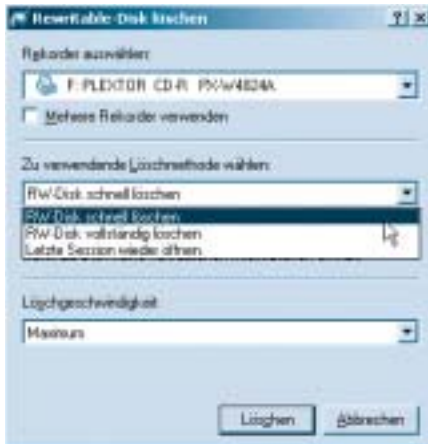 Rewritable-Disk löschen
Rekorder auswählen:
F: PLEXTOR CD-R PX-W4824A
Mehrere Rekorder verwenden
Zu verwendende Löschmethode wählen:
RW-Disk schnell löschen
RW-Disk schnell löschen
RW-Disk vollständig löschen
Letzte Session wieder öffnen
Löschgeschwindigkeit
Maximum
Löschen
Abbrechen